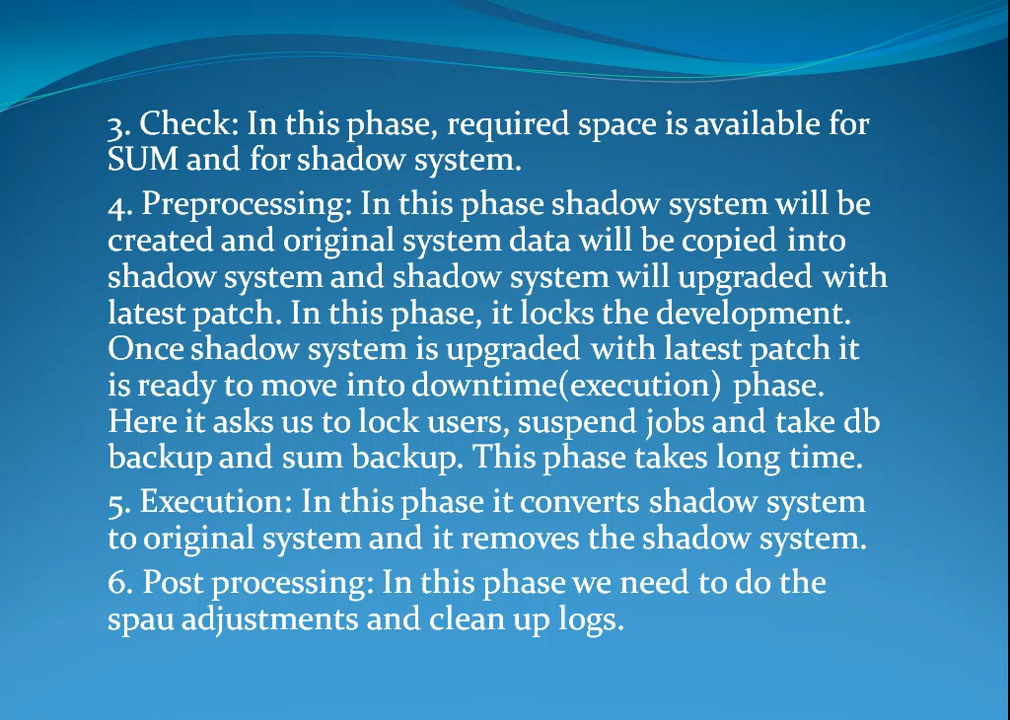 3. Check: In this phase, required space is available for
SUM and for shadow system.
4. Preprocessing: In this phase shadow system will be
created and original system data will be copied into
shadow system and shadow system will upgraded with
latest patch. In this phase, it locks the development.
Once shadow system is upgraded with latest patch it
is ready to move into downtime(execution) phase.
Here it asks us to lock users, suspend jobs and take db
backup and sum backup. This phase takes long time.
5. Execution: In this phase it converts shadow system
to original system and it removes the shadow system.
6. Post processing: In this phase we need to do the
spau adjustments and clean up logs.